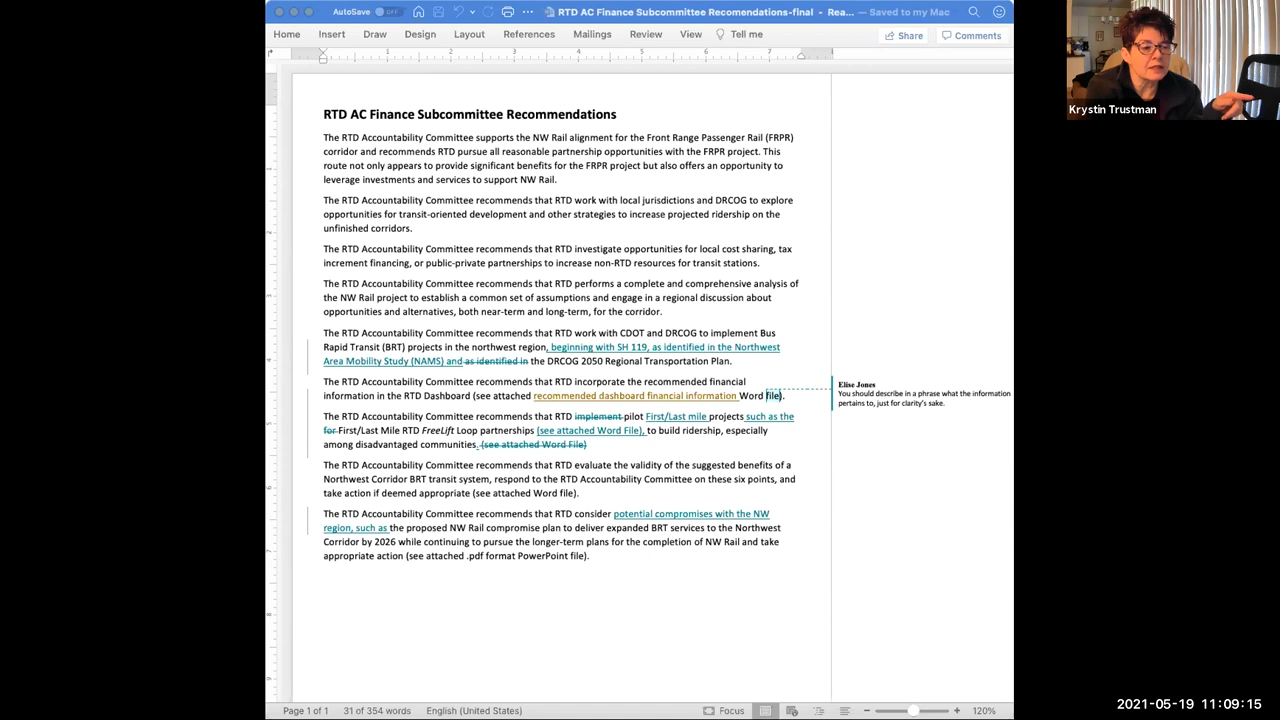 AutoSave OFF RTD AC Finance Subcommittee Recomendations-final - Rea... — Saved to my Mac
Home Insert Draw Design Layout References Mailings Review View Tell me Share Comments
1 2 3 4 5 6 7
RTD AC Finance Subcommittee Recommendations
The RTD Accountability Committee supports the NW Rail alignment for the Front Range Passenger Rail (FRPR)
corridor and recommends RTD pursue all reasonable partnership opportunities with the FRPR project. This
route not only appears to provide significant benefits for the FRPR project but also offers an opportunity to
leverage investments and services to support NW Rail.
The RTD Accountability Committee recommends that RTD work with local jurisdictions and DRCOG to explore
opportunities for transit-oriented development and other strategies to increase projected ridership on the
unfinished corridors.
The RTD Accountability Committee recommends that RTD investigate opportunities for local cost sharing, tax
increment financing, or public-private partnerships to increase non-RTD resources for transit stations.
The RTD Accountability Committee recommends that RTD performs a complete and comprehensive analysis of
the NW Rail project to establish a common set of assumptions and engage in a regional discussion about
opportunities and alternatives, both near-term and long-term, for the corridor.
The RTD Accountability Committee recommends that RTD work with CDOT and DRCOG to implement Bus
Rapid Transit (BRT) projects in the northwest region, beginning with SH 119, as identified in the Northwest
Area Mobility Study (NAMS) and as identified in the DRCOG 2050 Regional Transportation Plan.
The RTD Accountability Committee recommends that RTD incorporate the recommended financial
information in the RTD Dashboard (see attached recommended dashboard financial information Word file).
The RTD Accountability Committee recommends that RTD implement pilot First/Last mile projects such as the
for First/Last Mile RTD FreeLift Loop partnerships (see attached Word File), to build ridership, especially
among disadvantaged communities. (see attached Word File)
The RTD Accountability Committee recommends that RTD evaluate the validity of the suggested benefits of a
Northwest Corridor BRT transit system, respond to the RTD Accountability Committee on these six points, and
take action if deemed appropriate (see attached Word file).
The RTD Accountability Committee recommends that RTD consider potential compromises with the NW
region, such as the proposed NW Rail compromise plan to deliver expanded BRT services to the Northwest
Corridor by 2026 while continuing to pursue the longer-term plans for the completion of NW Rail and take
appropriate action (see attached .pdf format PowerPoint file).
Elise Jones
You should describe in a phrase what the information
pertains to, just for clarity's sake.
Krystin Trustman
Page 1 of 1 31 of 354 words English (United States) Focus 120%
2021-05-19 11:09:15